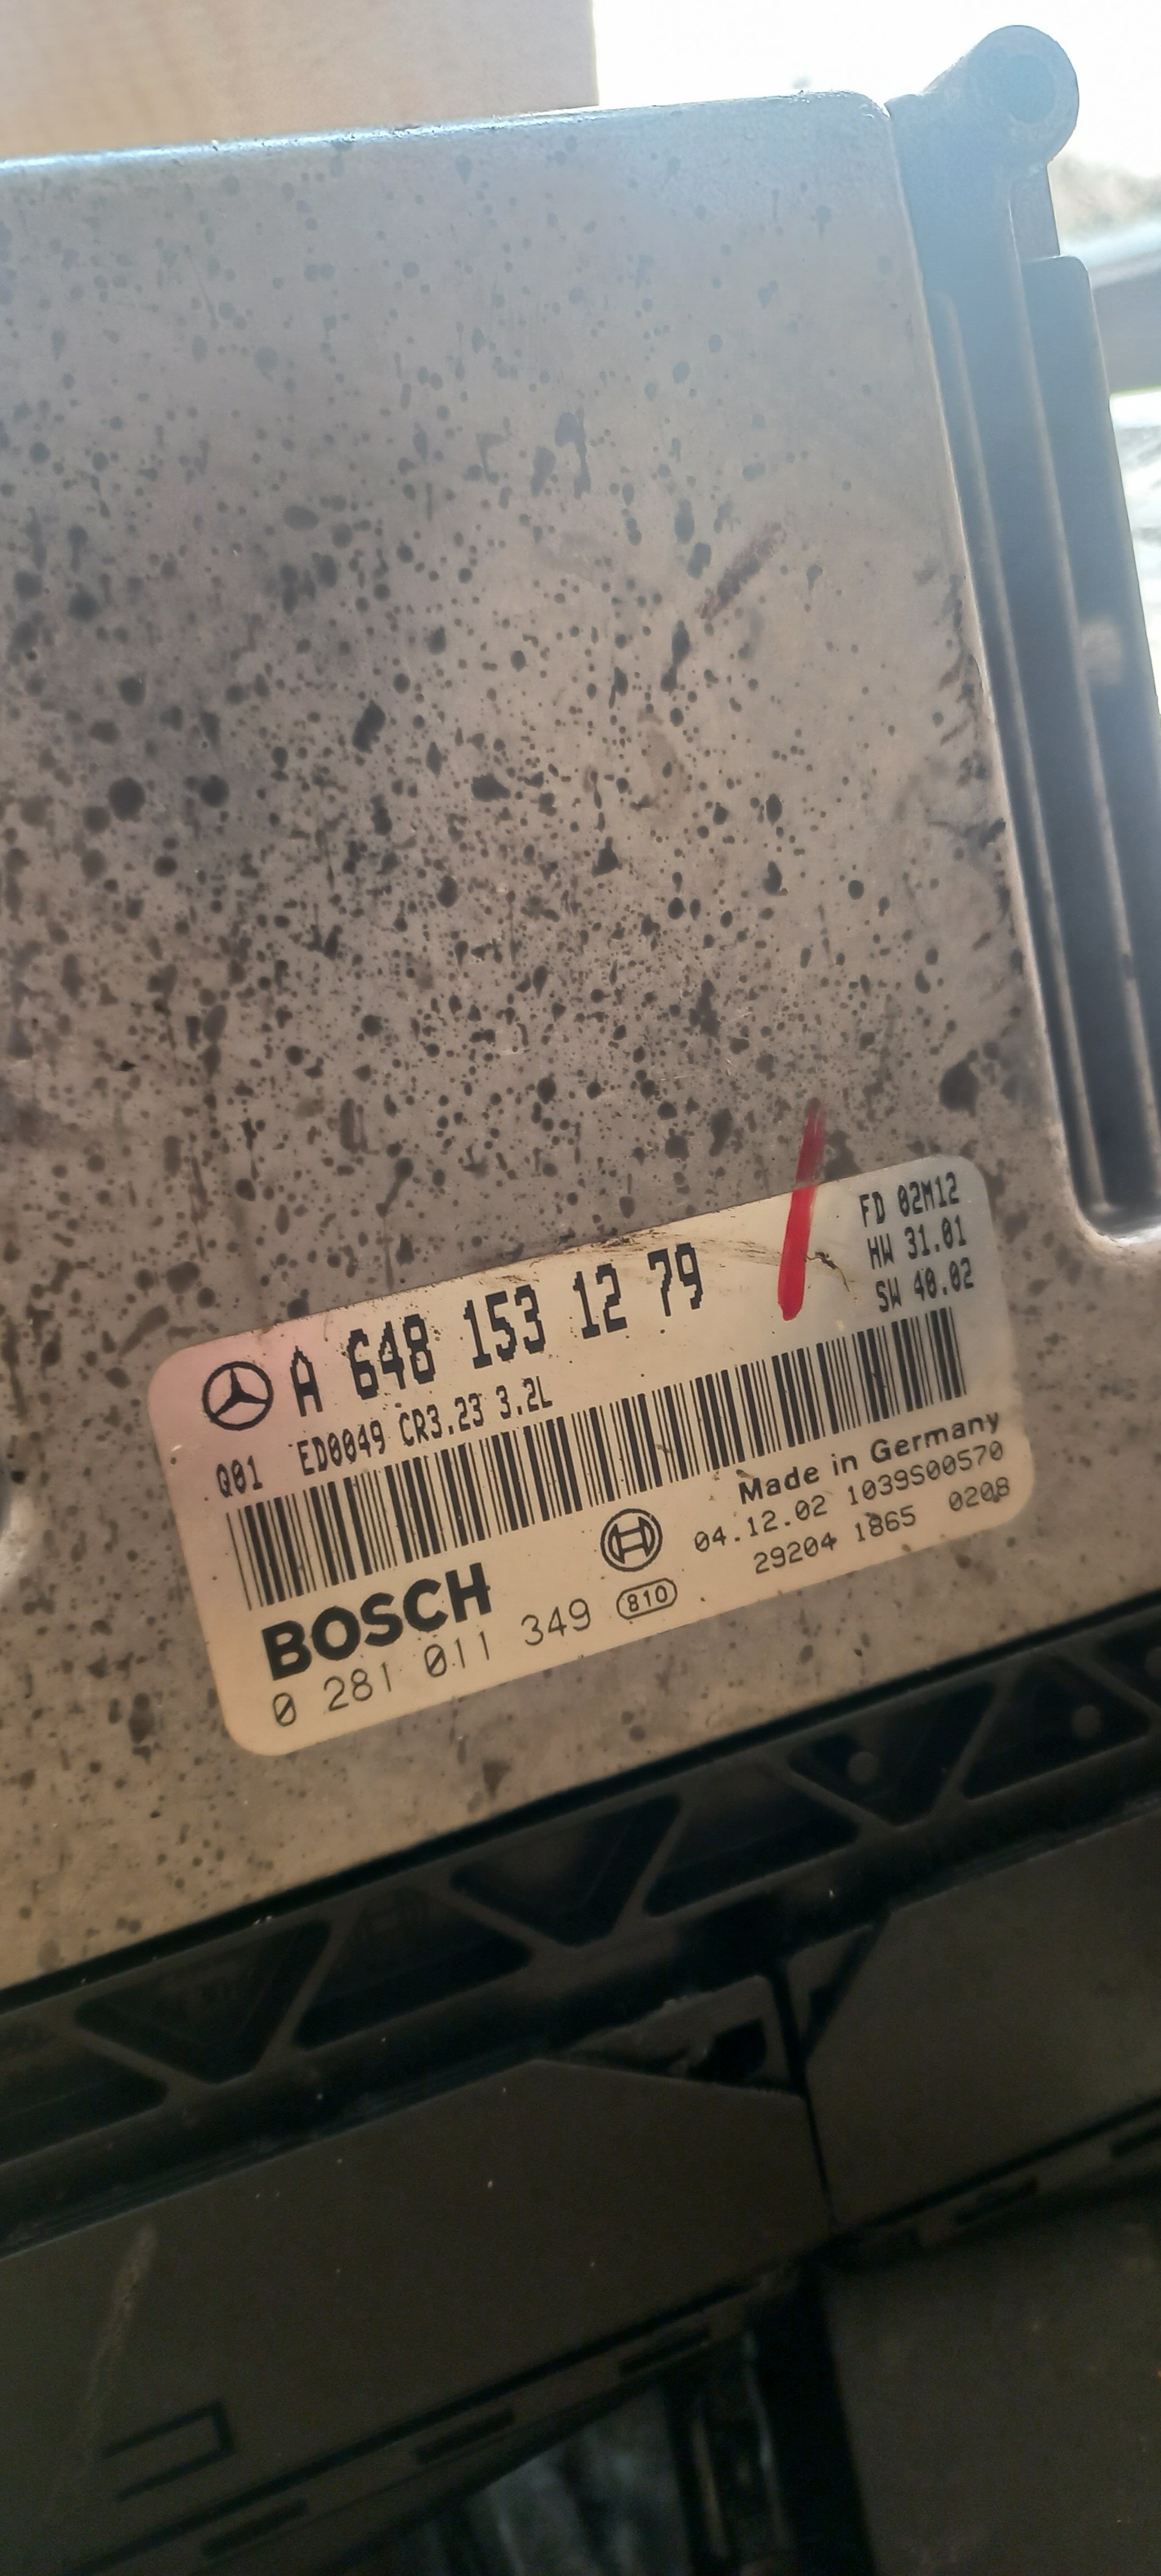 A 648 153 12 79
FD 02M12
HW 31.01
SW 40.02
Q01 ED0049 CR3.23 3.2L
Made in Germany
BOSCH
04.12.02 1039S00570
0 281 011 349 810
29204 1865 0208